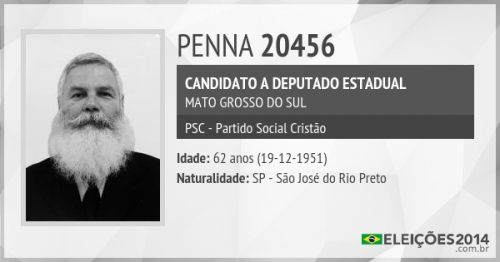 PENNA 20456
CANDIDATO A DEPUTADO ESTADUAL
MATO GROSSO DO SUL
PSC - Partido Social Cristão
Idade: 62 anos (19-12-1951)
Naturalidade: SP - São José do Rio Preto
ELEIÇÕES2014
.com.br